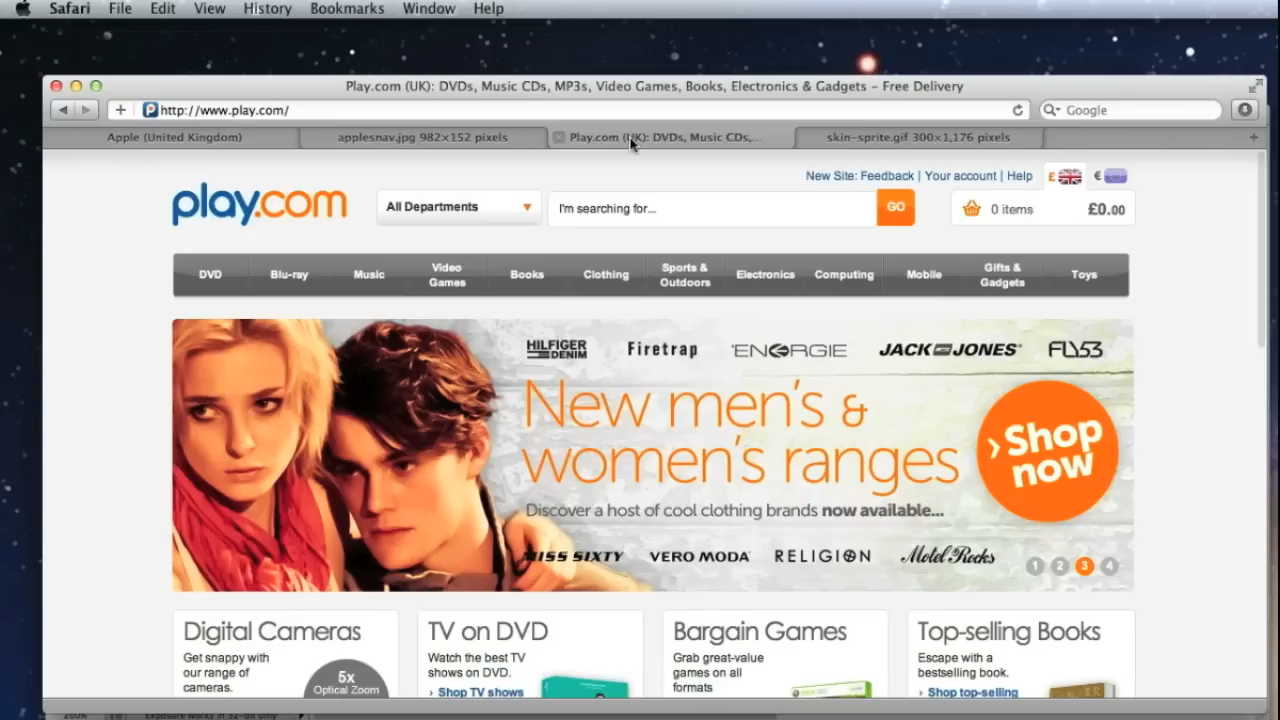 Safari File Edit View History Bookmarks Window Help
Play.com (UK): DVDs, Music CDs, MP3s, Video Games, Books, Electronics & Gadgets – Free Delivery
http://www.play.com/
Google
Apple (United Kingdom)
applesnav.jpg 982×152 pixels
Play.com (UK): DVDs, Music CDs,...
skin-sprite.gif 300×1,176 pixels
New Site: Feedback | Your account | Help
£ €
play.com
All Departments
I'm searching for...
GO
0 items £0.00
DVD
Blu-ray
Music
Video
Games
Books
Clothing
Sports &
Outdoors
Electronics
Computing
Mobile
Gifts &
Gadgets
Toys
HILFIGER
DENIM
Firetrap
ENERGIE
JACK JONES
FLY53
New men's &
women's ranges
› Shop
now
Discover a host of cool clothing brands now available...
MISS SIXTY VERO MODA RELIGION Motel Rocks
1 2 3 4
Digital Cameras
Get snappy with
our range of
cameras.
5x
Optical Zoom
TV on DVD
Watch the best TV
shows on DVD.
› Shop TV shows
Bargain Games
Grab great-value
games on all
formats
Top-selling Books
Escape with a
bestselling book.
› Shop top-selling
200%
Exposure works in 32-bit only